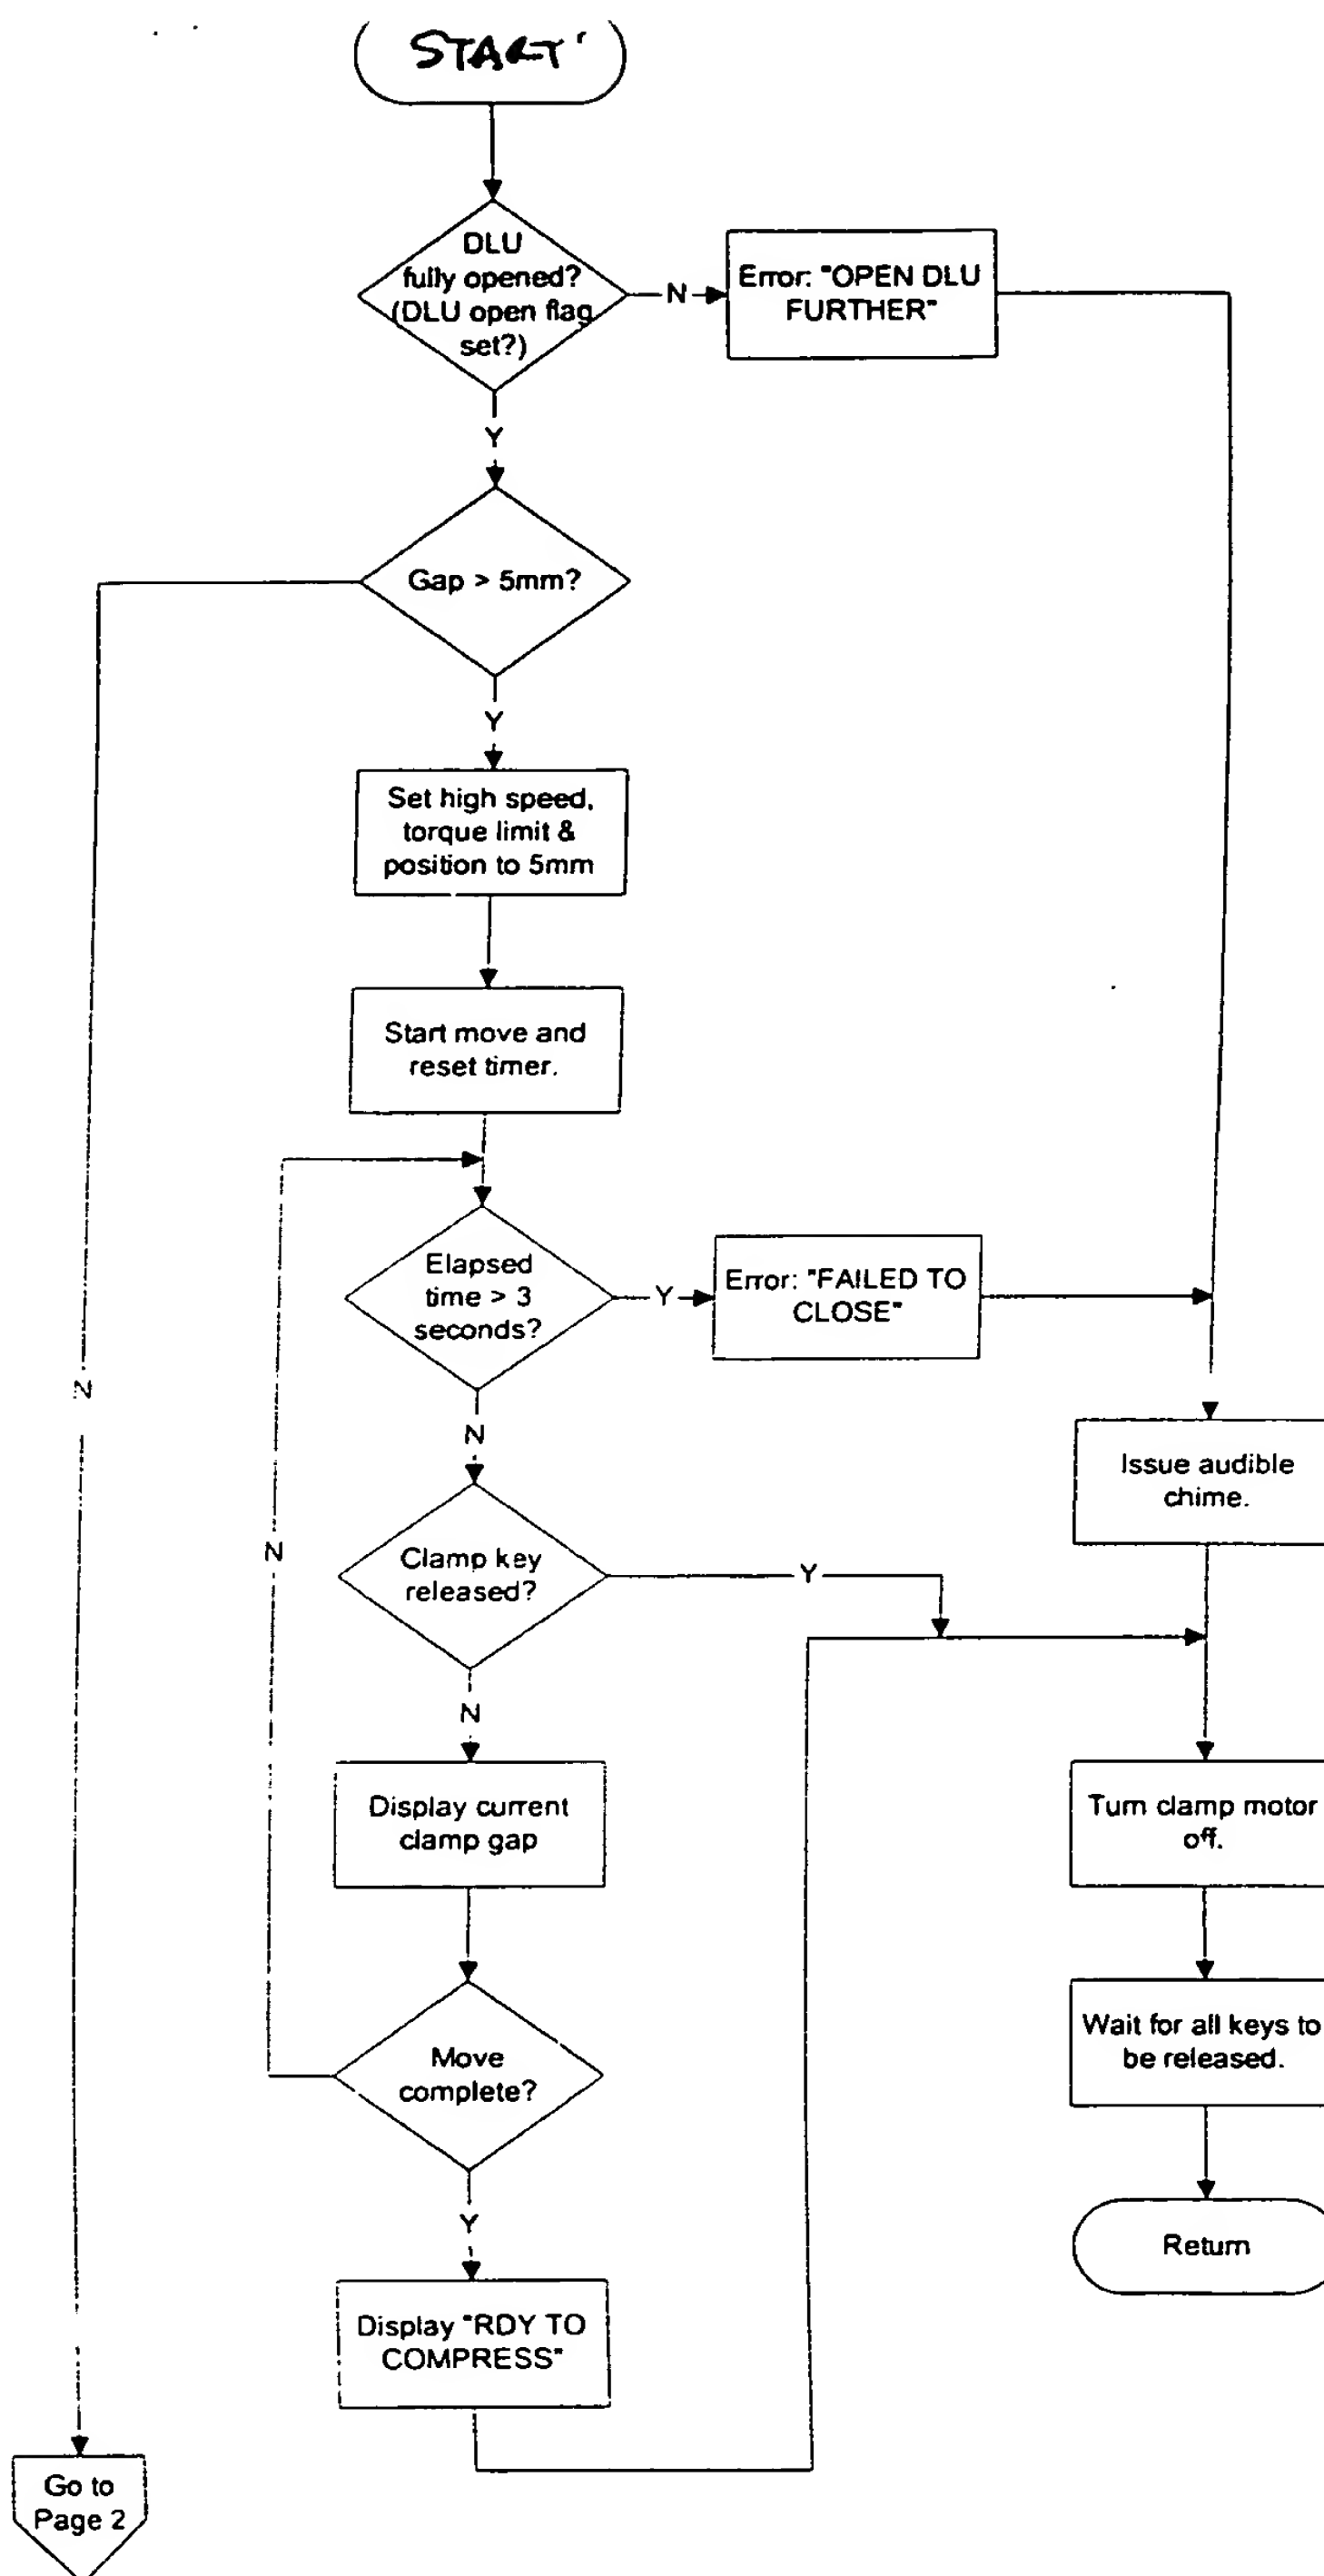 START
DLU
fully opened?
(DLU open flag
set?)
N
Error: "OPEN DLU
FURTHER"
Y
Gap > 5mm?
Y
Set high speed,
torque limit &
position to 5mm
Start move and
reset timer.
Elapsed
time > 3
seconds?
Y
Error: "FAILED TO
CLOSE"
N
N
Issue audible
chime.
N
Clamp key
released?
Y
N
Display current
clamp gap
Turn clamp motor
off.
Move
complete?
Wait for all keys to
be released.
Y
Return
Display "RDY TO
COMPRESS"
Go to
Page 2